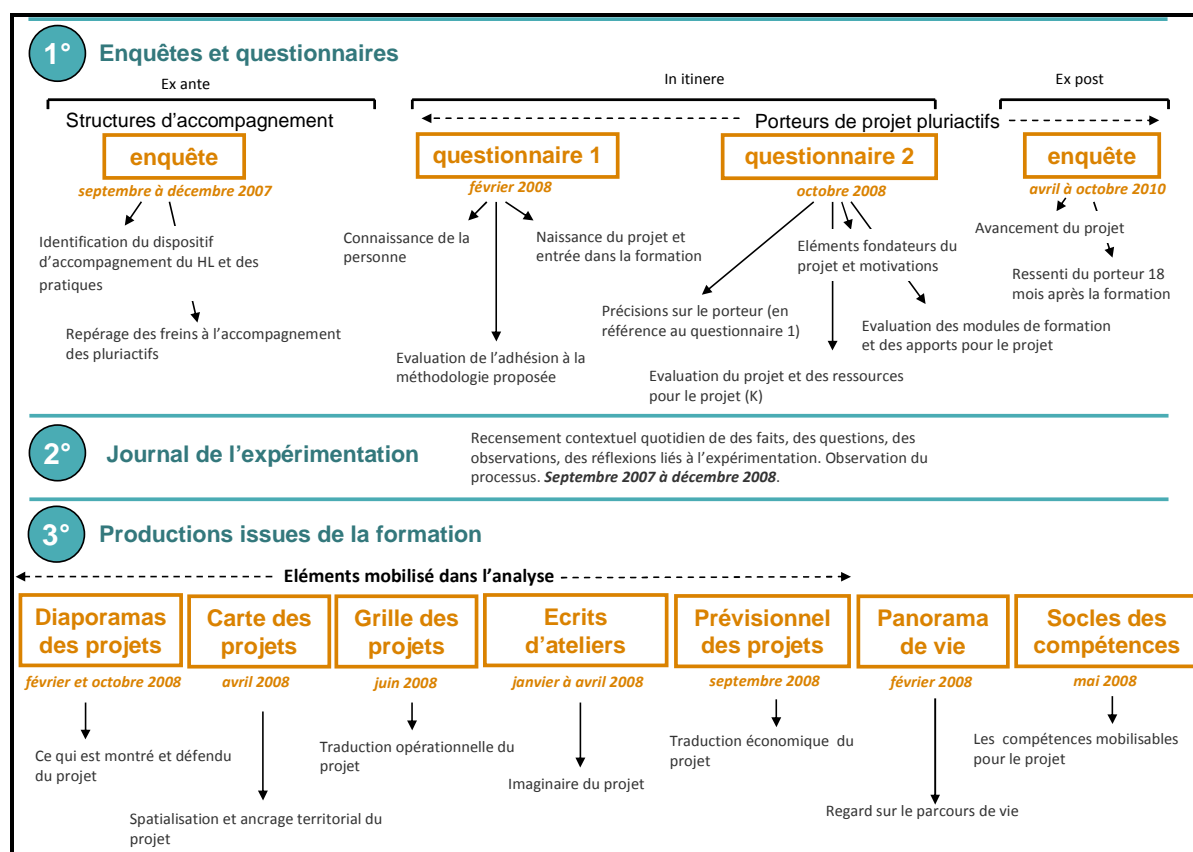 1° Enquêtes et questionnaires
Ex ante
In itinere
Ex post
Structures d'accompagnement
Porteurs de projet pluriactifs
enquête
septembre à décembre 2007
questionnaire 1
février 2008
questionnaire 2
octobre 2008
enquête
avril à octobre 2010
Identification du dispositif
d'accompagnement du HL et des
pratiques
Repérage des freins à l'accompagnement
des pluriactifs
Connaissance de la
personne
Naissance du projet et
entrée dans la formation
Evaluation de l'adhésion à la
méthodologie proposée
Eléments fondateurs du
projet et motivations
Précisions sur le porteur (en
référence au questionnaire 1)
Evaluation des modules de formation
et des apports pour le projet
Evaluation du projet et des ressources
pour le projet (K)
Avancement du projet
Ressenti du porteur 18
mois après la formation
2° Journal de l'expérimentation
Recensement contextuel quotidien de des faits, des questions, des
observations, des réflexions liés à l'expérimentation. Observation du
processus. Septembre 2007 à décembre 2008.
3° Productions issues de la formation
Eléments mobilisé dans l'analyse
Diaporamas
des projets
février et octobre 2008
Carte des
projets
avril 2008
Grille des
projets
juin 2008
Ecrits
d'ateliers
janvier à avril 2008
Prévisionnel
des projets
septembre 2008
Panorama
de vie
février 2008
Socles des
compétences
mai 2008
Ce qui est montré et défendu
du projet
Spatialisation et ancrage territorial du
projet
Traduction opérationnelle du
projet
Imaginaire du projet
Traduction économique du
projet
Regard sur le parcours de vie
Les compétences mobilisables
pour le projet